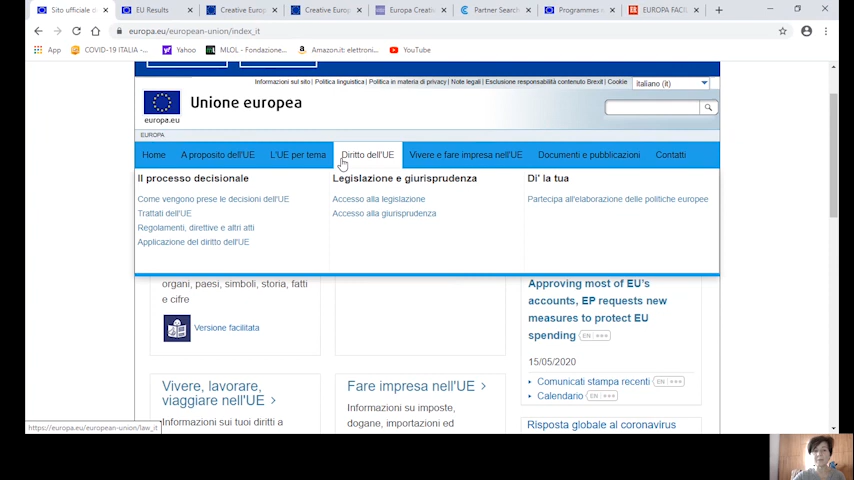 Sito ufficiale d
EU Results
Creative Euro
Creative Euro
Europa Creati
Partner Search
Programmes
EUROPA FACIL
europa.eu/european-union/index_it
App
COVID-19 ITALIA -...
Yahoo
MLOL - Fondazione...
Amazon.it: elettroni...
YouTube
Informazioni sul sito | Politica linguistica | Politica in materia di privacy | Note legali | Esclusione responsabilità contenuto Brexit | Cookie
italiano (it)
Unione europea
europa.eu
EUROPA
Home
A proposito dell'UE
L'UE per tema
Diritto dell'UE
Vivere e fare impresa nell'UE
Documenti e pubblicazioni
Contatti
Il processo decisionale
Come vengono prese le decisioni dell'UE
Trattati dell'UE
Regolamenti, direttive e altri atti
Applicazione del diritto dell'UE
Legislazione e giurisprudenza
Accesso alla legislazione
Accesso alla giurisprudenza
Di' la tua
Partecipa all'elaborazione delle politiche europee
organi, paesi, simboli, storia, fatti
e cifre
Versione facilitata
Approving most of EU's
accounts, EP requests new
measures to protect EU
spending EN
15/05/2020
Comunicati stampa recenti EN
Calendario EN
Vivere, lavorare,
viaggiare nell'UE >
Informazioni su tuoi diritti a
Fare impresa nell'UE >
Informazioni su imposte,
dogane, importazioni ed
Risposta globale al coronavirus
https://europa.eu/european-union/law_it